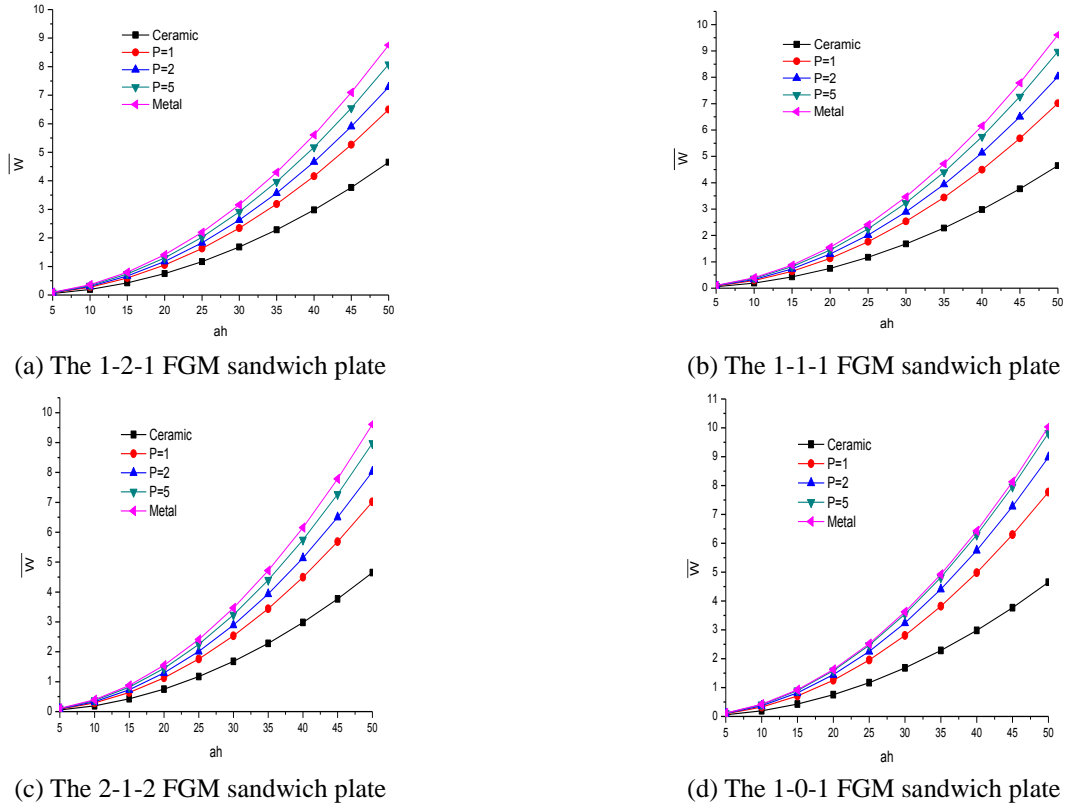 10
9
8
7
6
5
4
3
2
1
0
Ceramic
P=1
P=2
P=5
Metal
w
5 10 15 20 25 30 35 40 45 50
ah
(a) The 1-2-1 FGM sandwich plate
10
9
8
7
6
5
4
3
2
1
0
Ceramic
P=1
P=2
P=5
Metal
w
5 10 15 20 25 30 35 40 45 50
ah
(b) The 1-1-1 FGM sandwich plate
10
9
8
7
6
5
4
3
2
1
0
Ceramic
P=1
P=2
P=5
Metal
w
5 10 15 20 25 30 35 40 45 50
ah
(c) The 2-1-2 FGM sandwich plate
11
10
9
8
7
6
5
4
3
2
1
0
Ceramic
P=1
P=2
P=5
Metal
w
5 10 15 20 25 30 35 40 45 50
ah
(d) The 1-0-1 FGM sandwich plate